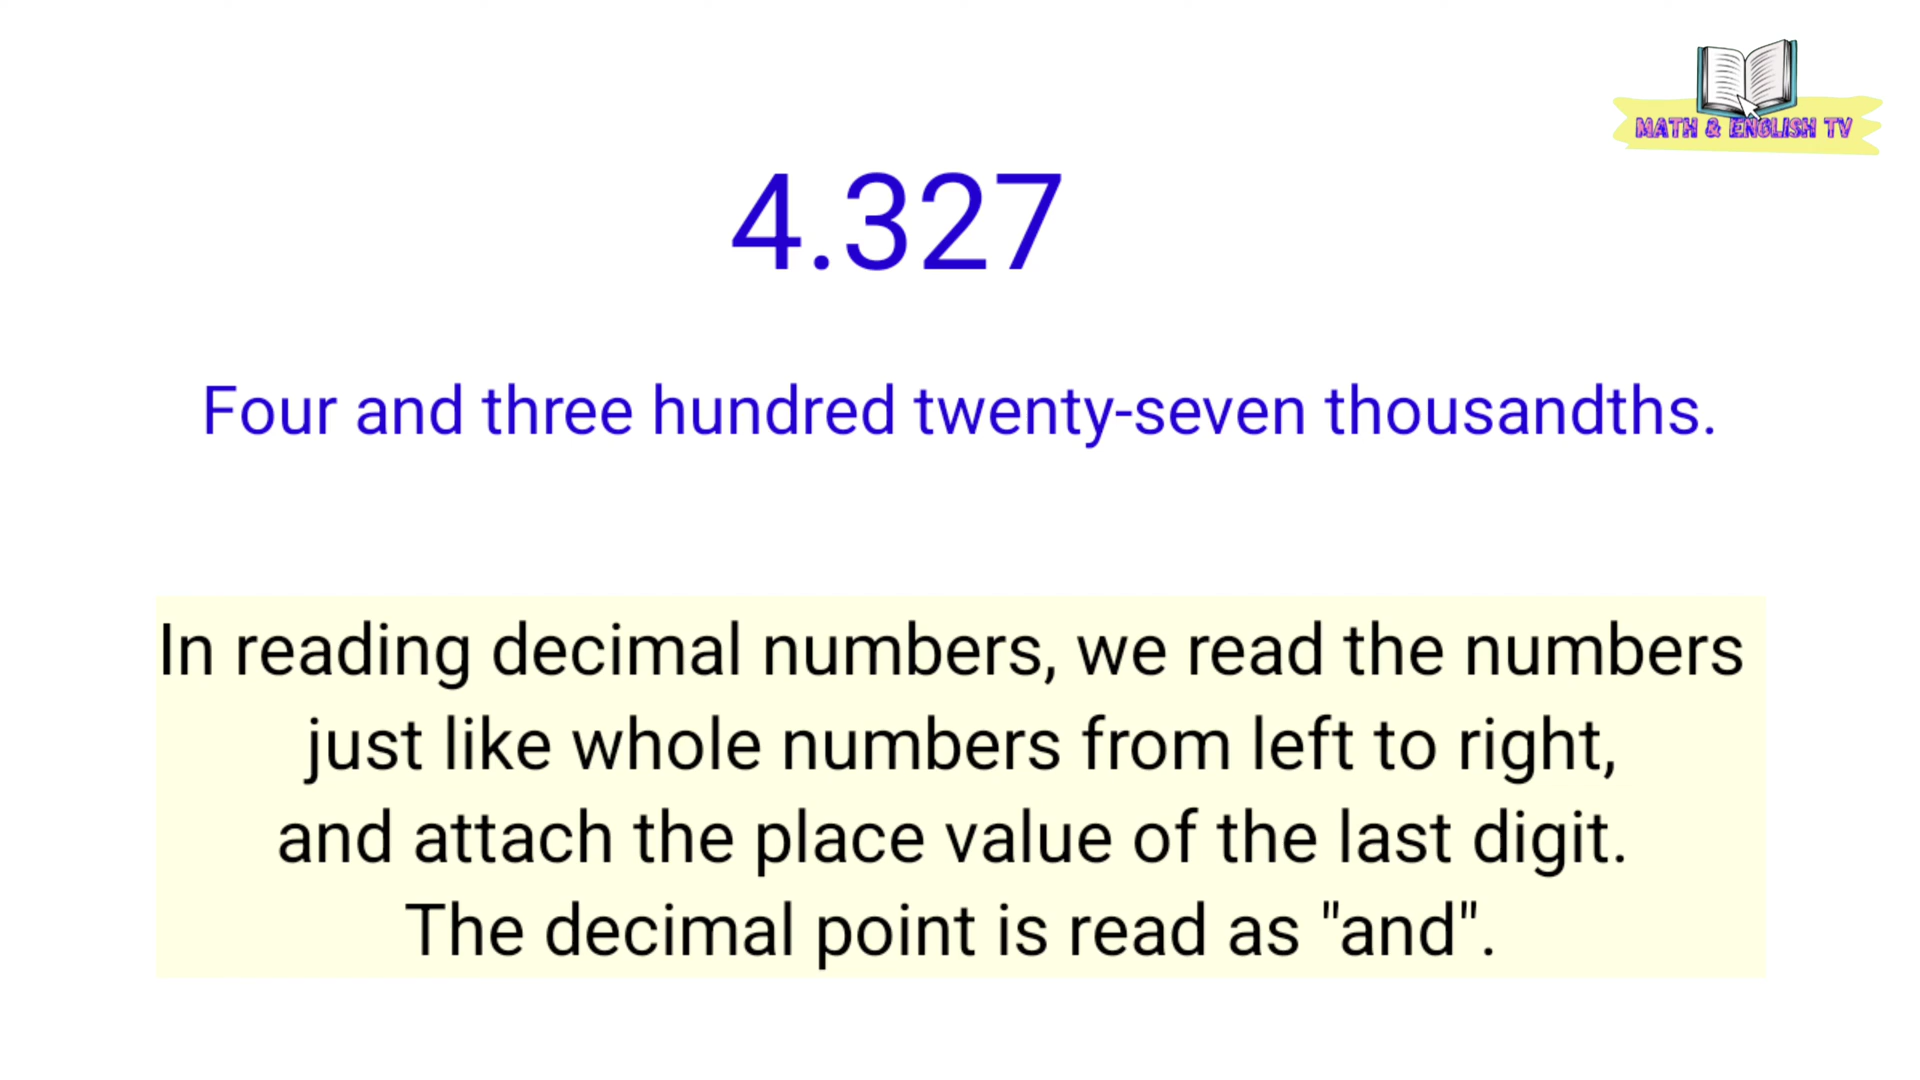 MATH & ENGLISH TV
4.327
Four and three hundred twenty-seven thousandths.
In reading decimal numbers, we read the numbers
just like whole numbers from left to right,
and attach the place value of the last digit.
The decimal point is read as "and".